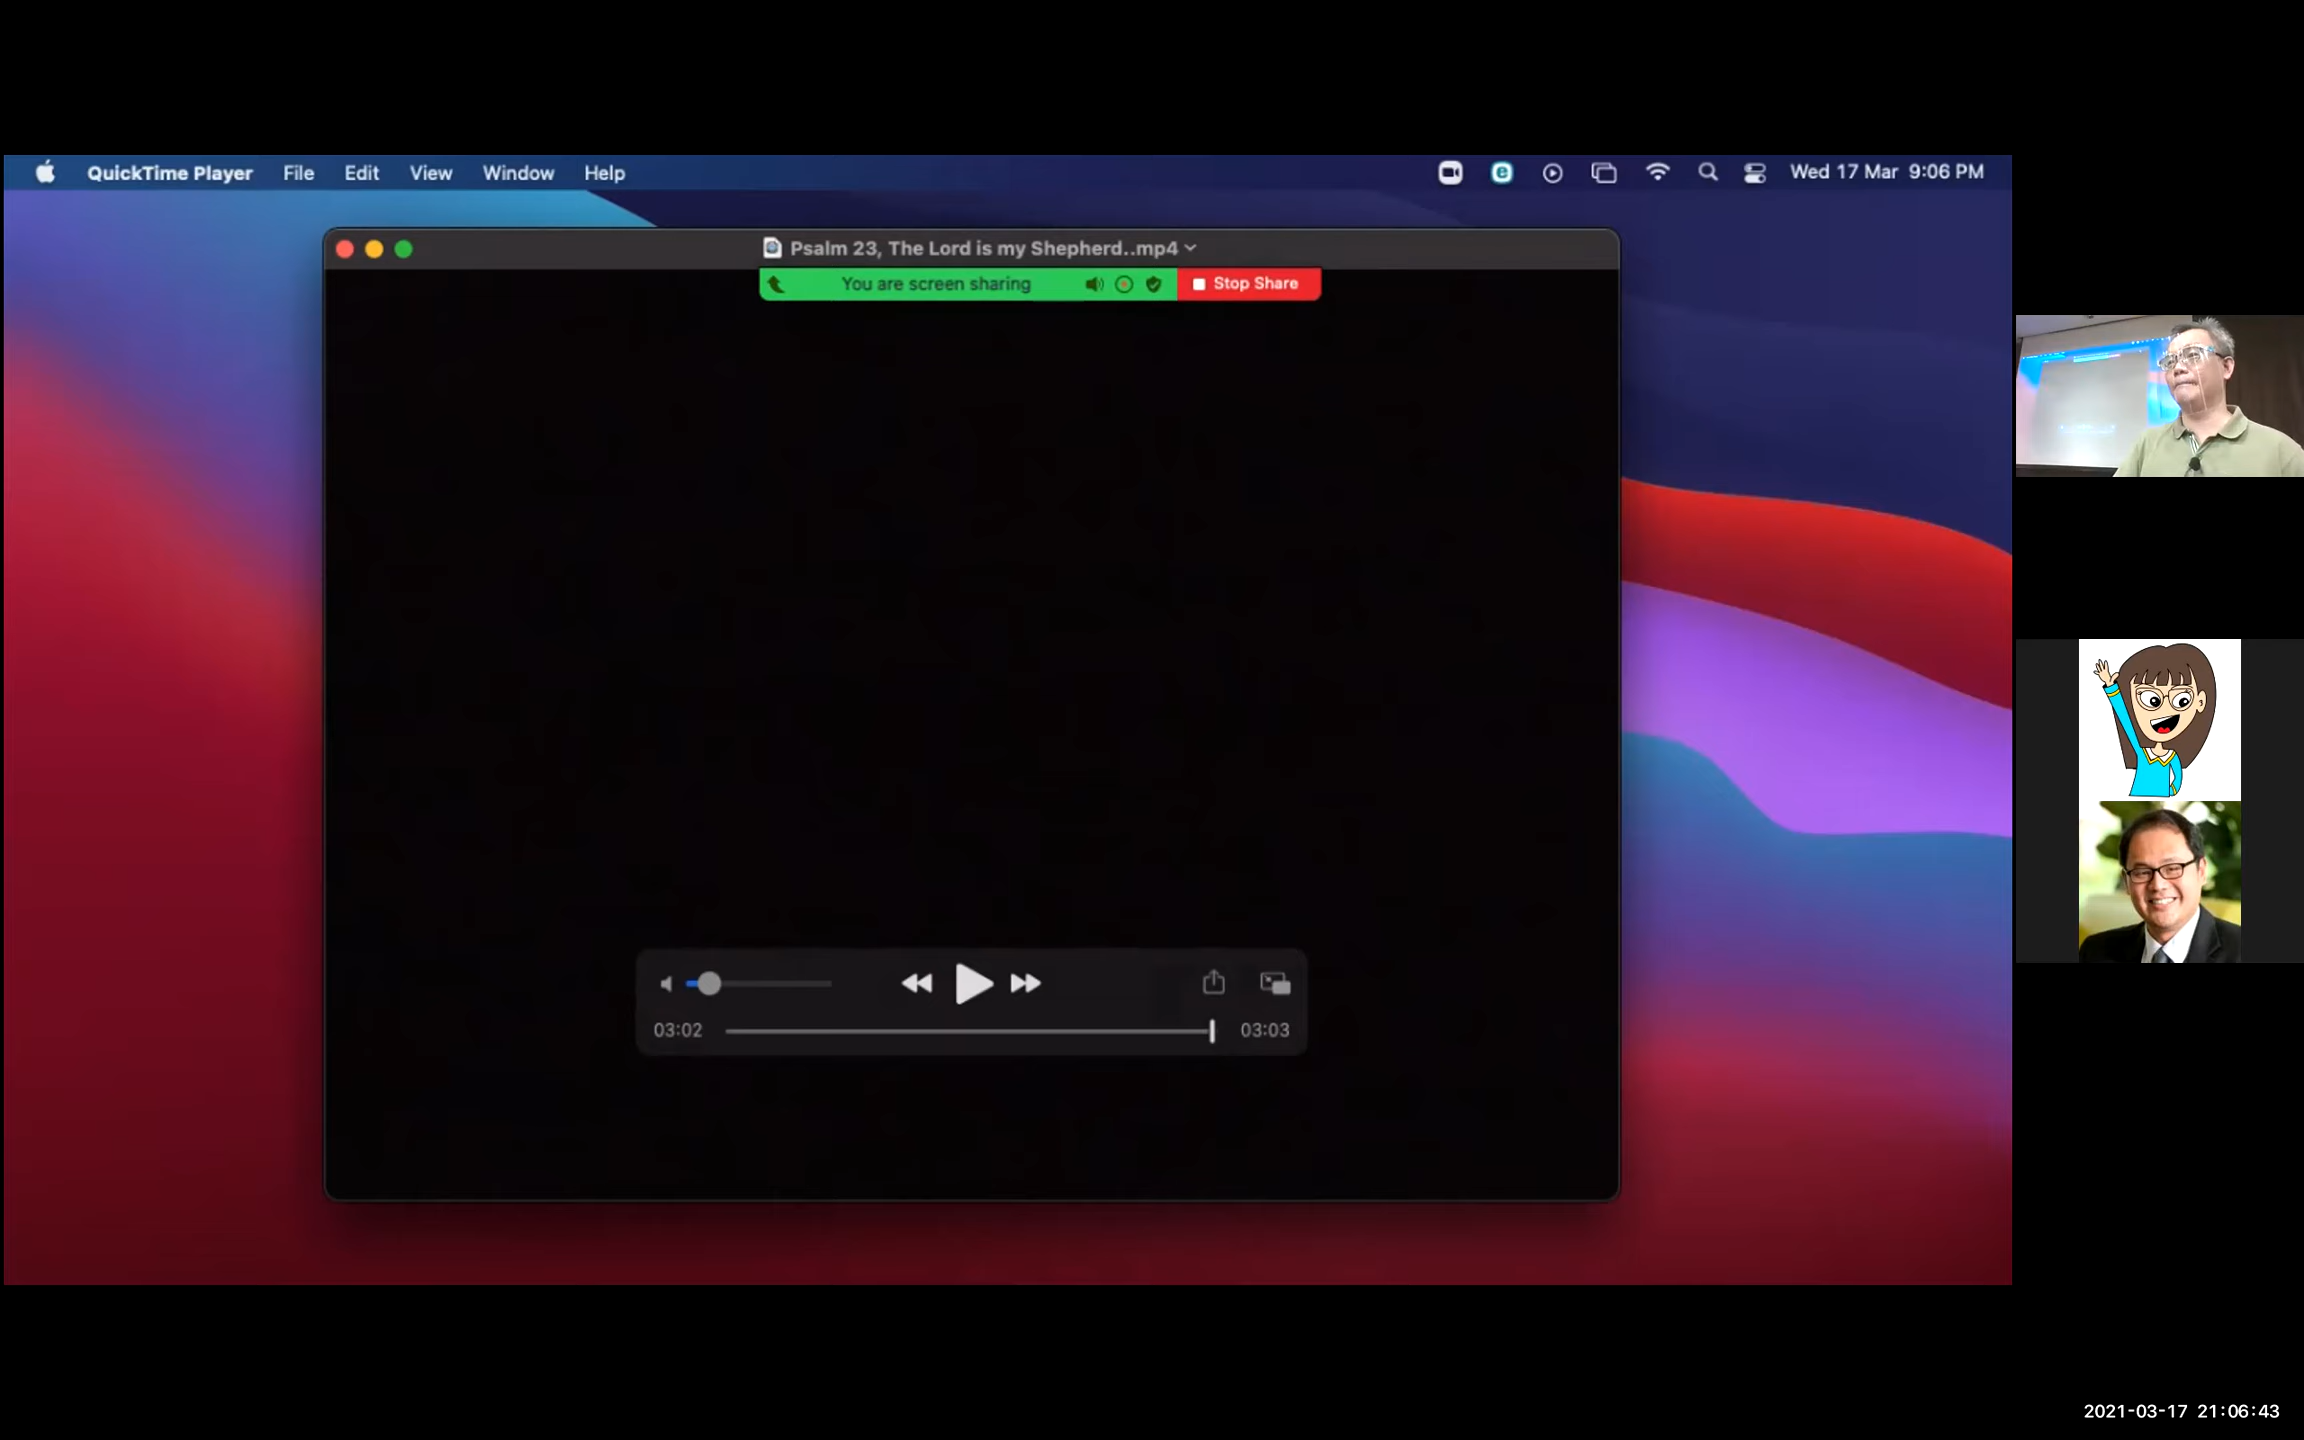 QuickTime Player File Edit View Window Help Wed 17 Mar 9:06 PM
Psalm 23, The Lord is my Shepherd..mp4
You are screen sharing Stop Share
03:02 03:03
2021-03-17 21:06:43